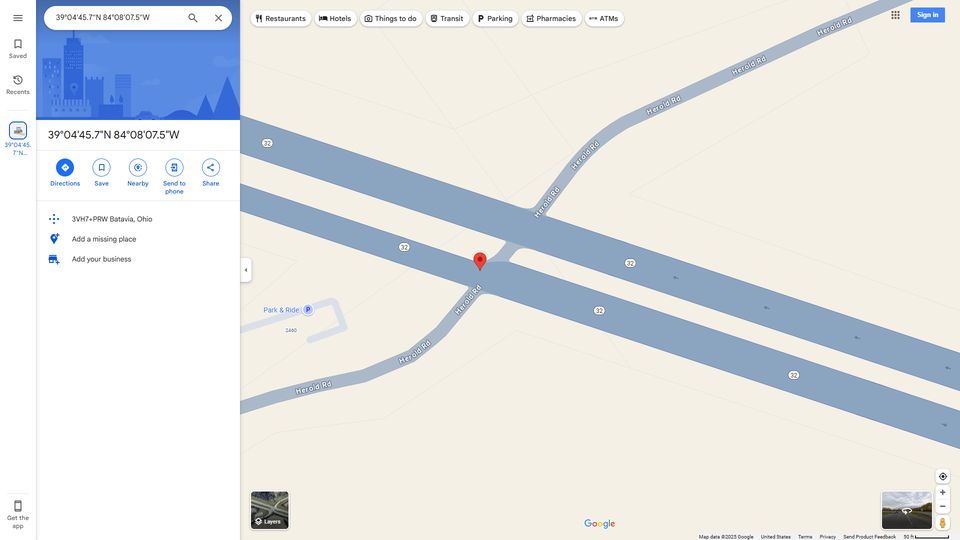 39°04'45.7"N 84°08'07.5"W
Restaurants
Hotels
Things to do
Transit
Parking
Pharmacies
ATMs
Sign in
Saved
Recents
39°04'45.
7"N...
39°04'45.7"N 84°08'07.5"W
Directions
Save
Nearby
Send to
phone
Share
3VH7+PRW Batavia, Ohio
Add a missing place
Add your business
Get the
app
Herold Rd
Herold Rd
Herold Rd
Herold Rd
Herold Rd
32
32
32
32
32
Herold Rd
Herold Rd
Herold Rd
Park & Ride
P
2460
Layers
Google
Map data ©2025 Google
United States
Terms
Privacy
Send Product Feedback
50 ft